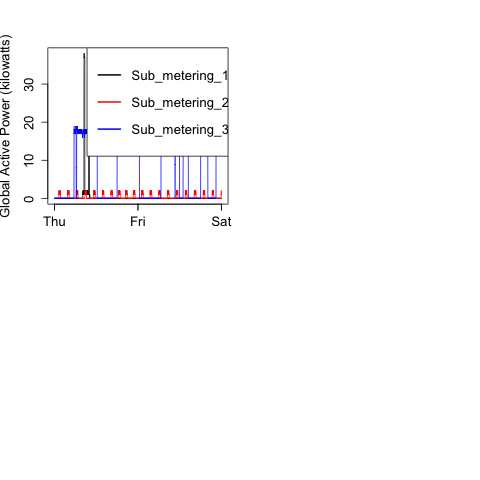 Global Active Power (kilowatts)
30
20
10
0
Sub_metering_1
Sub_metering_2
Sub_metering_3
Thu Fri Sat